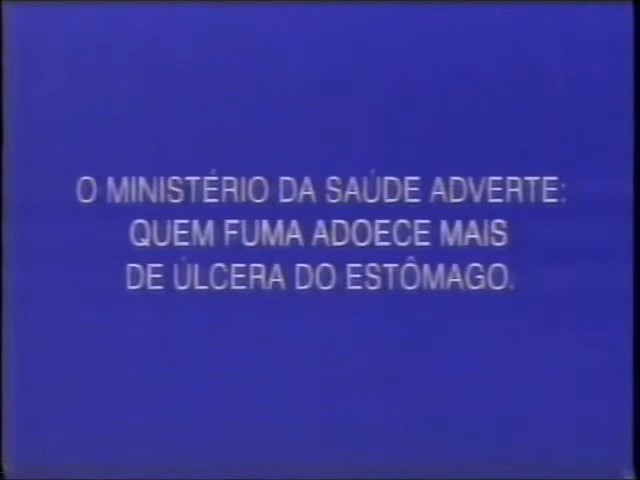 O MINISTÉRIO DA SAÚDE ADVERTE:
QUEM FUMA ADOECE MAIS
DE ÚLCERA DO ESTÔMAGO.